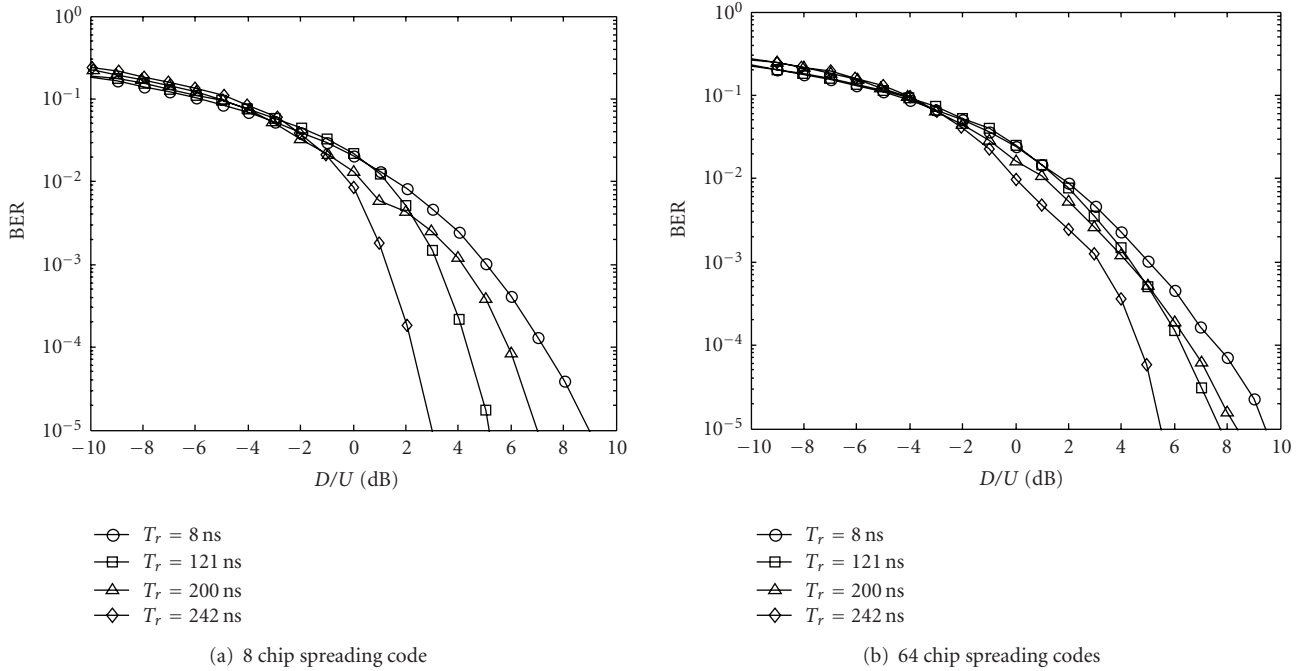 10^0
10^-1
10^-2
10^-3
10^-4
10^-5
BER
−10 −8 −6 −4 −2 0 2 4 6 8 10
D/U (dB)
T_r = 8 ns
T_r = 121 ns
T_r = 200 ns
T_r = 242 ns
(a) 8 chip spreading code
10^0
10^-1
10^-2
10^-3
10^-4
10^-5
BER
−10 −8 −6 −4 −2 0 2 4 6 8 10
D/U (dB)
T_r = 8 ns
T_r = 121 ns
T_r = 200 ns
T_r = 242 ns
(b) 64 chip spreading codes